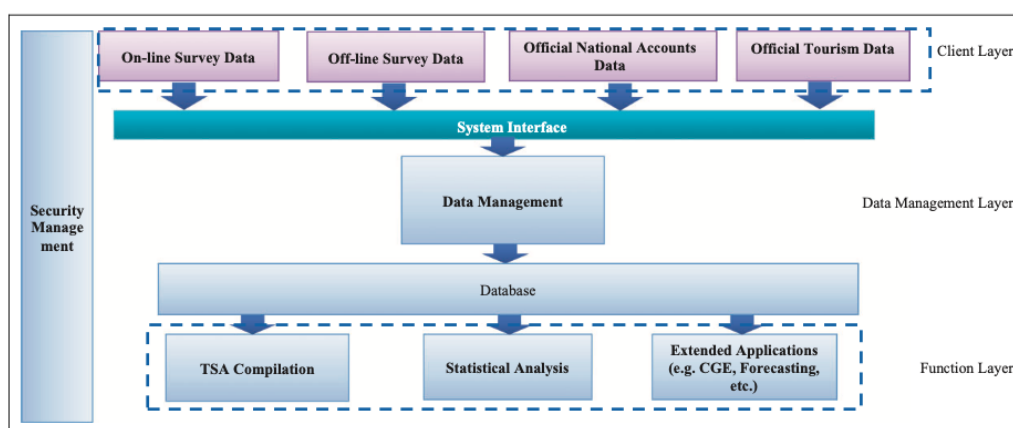 On-line Survey Data
Off-line Survey Data
Official National Accounts
Data
Official Tourism Data
Client Layer
System Interface
Security
Manage
ment
Data Management
Data Management Layer
Database
TSA Compilation
Statistical Analysis
Extended Applications
(e.g. CGE, Forecasting,
etc.)
Function Layer